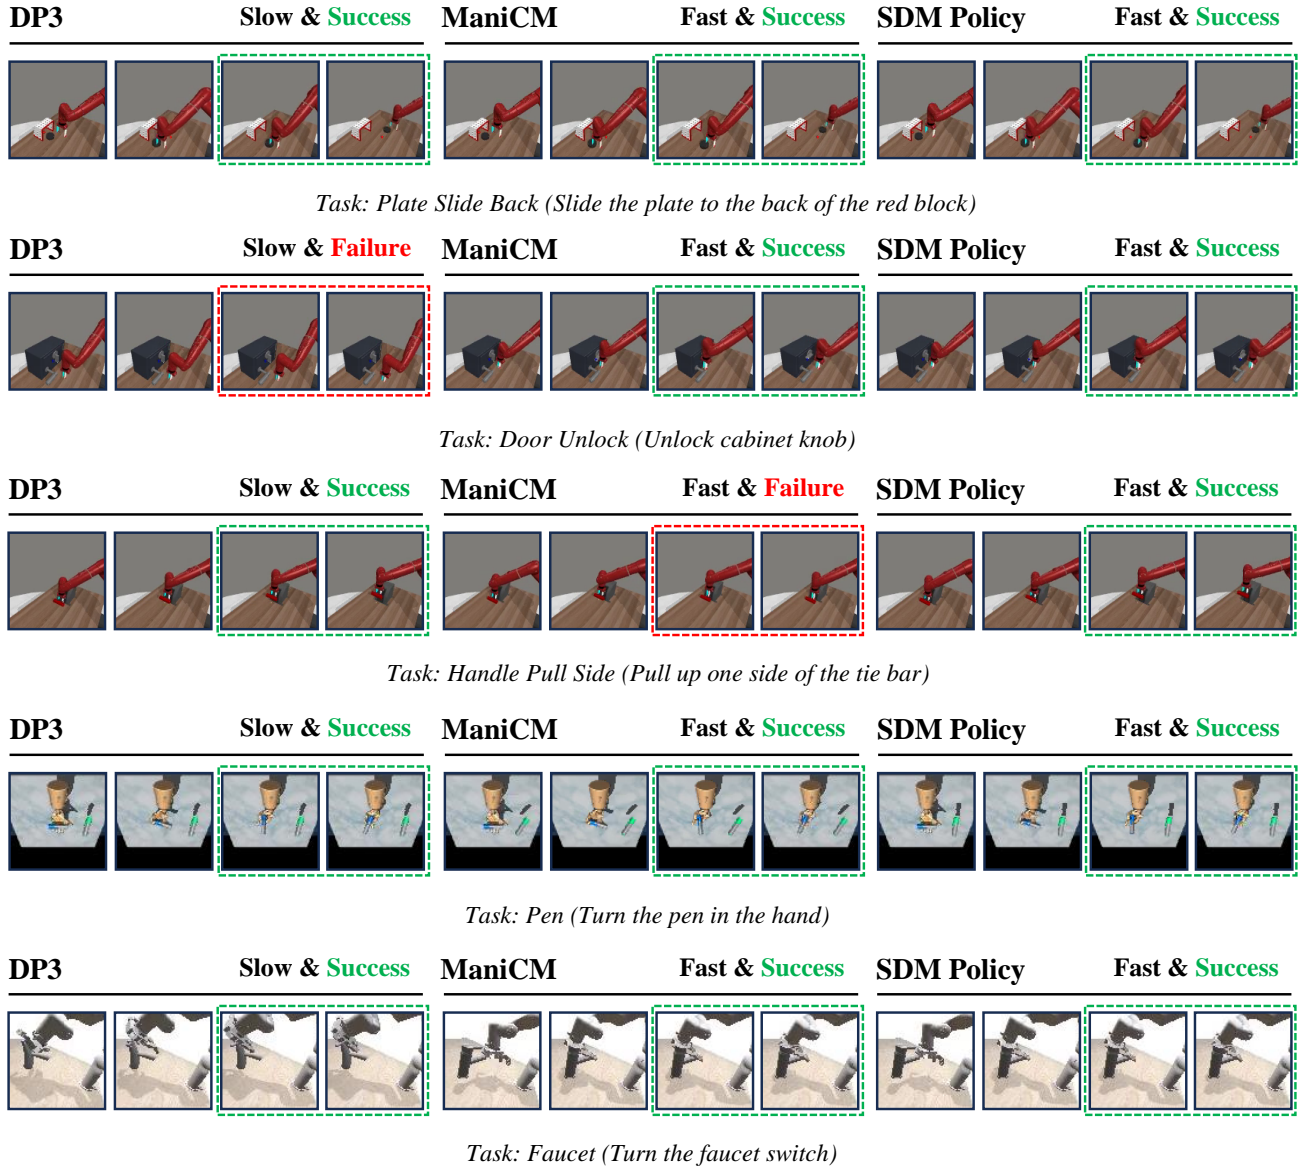 DP3 Slow & Success ManiCM Fast & Success SDM Policy Fast & Success
Task: Plate Slide Back (Slide the plate to the back of the red block)
DP3 Slow & Failure ManiCM Fast & Success SDM Policy Fast & Success
Task: Door Unlock (Unlock cabinet knob)
DP3 Slow & Success ManiCM Fast & Failure SDM Policy Fast & Success
Task: Handle Pull Side (Pull up one side of the tie bar)
DP3 Slow & Success ManiCM Fast & Success SDM Policy Fast & Success
Task: Pen (Turn the pen in the hand)
DP3 Slow & Success ManiCM Fast & Success SDM Policy Fast & Success
Task: Faucet (Turn the faucet switch)